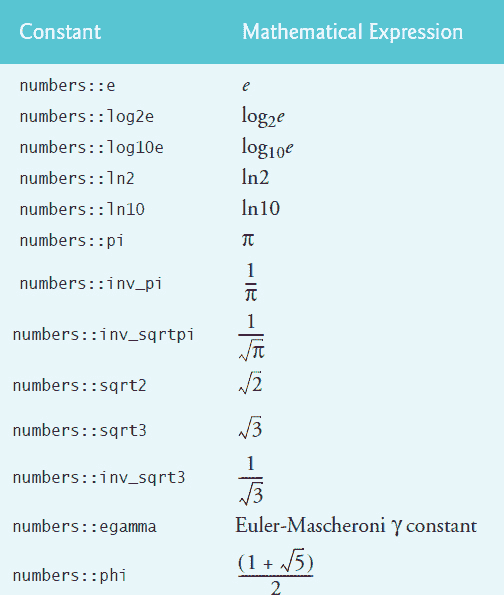 Constant Mathematical Expression
numbers::e e
numbers::log2e log₂e
numbers::log10e log₁₀e
numbers::ln2 ln2
numbers::ln10 ln10
numbers::pi π
numbers::inv_pi 1/π
numbers::inv_sqrtpi 1/√π
numbers::sqrt2 √2
numbers::sqrt3 √3
numbers::inv_sqrt3 1/√3
numbers::egamma Euler-Mascheroni γ constant
numbers::phi (1 + √5)/2